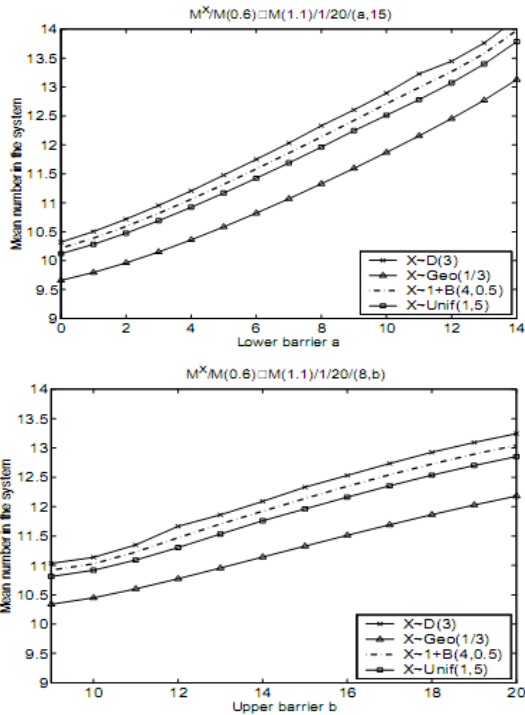 M^X/M(0.6)□M(1.1)/1/20/(a,15)
Mean number in the system
14
13.5
13
12.5
12
11.5
11
10.5
10
9.5
9
0 2 4 6 8 10 12 14
Lower barrier a
X~D(3)
X~Geo(1/3)
X~1+B(4,0.5)
X~Unif(1,5)
M^X/M(0.6)□M(1.1)/1/20/(8,b)
Mean number in the system
14
13.5
13
12.5
12
11.5
11
10.5
10
9.5
9
10 12 14 16 18 20
Upper barrier b
X~D(3)
X~Geo(1/3)
X~1+B(4,0.5)
X~Unif(1,5)